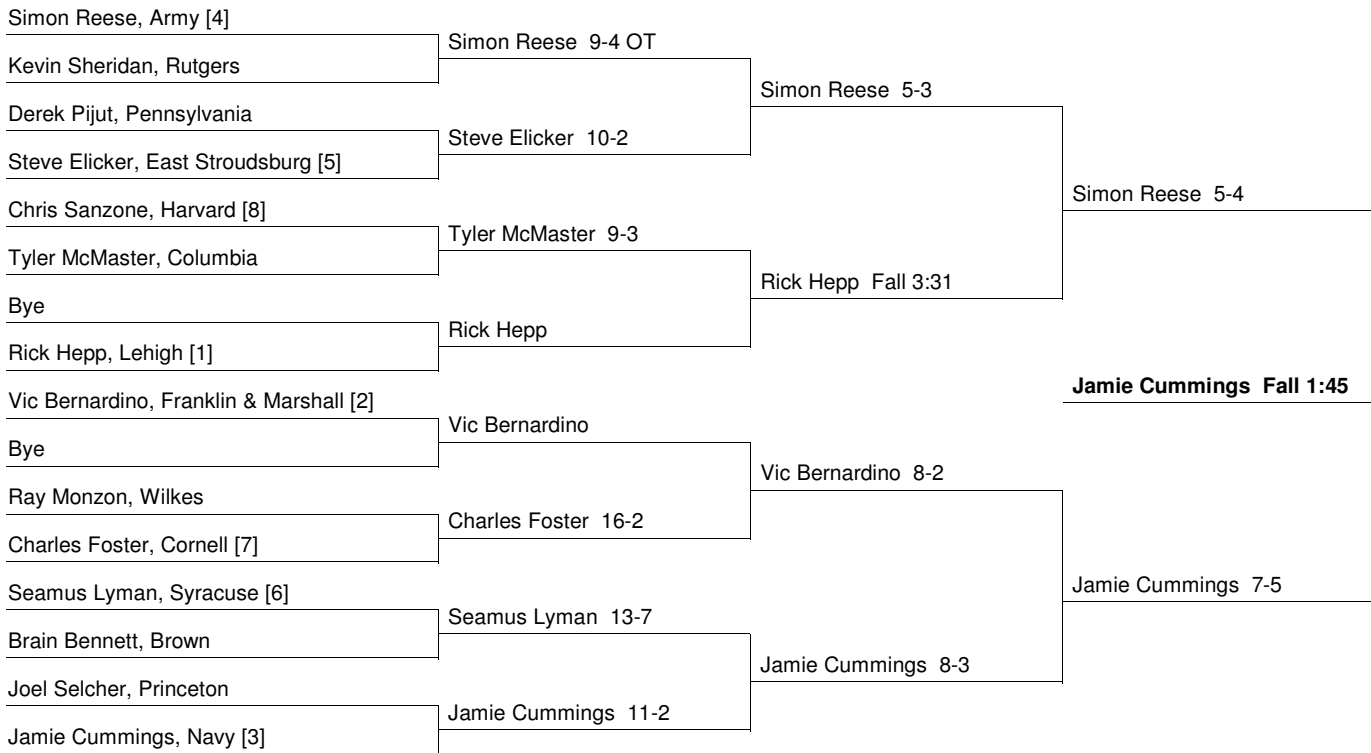 Simon Reese, Army [4]
Kevin Sheridan, Rutgers
Derek Pijut, Pennsylvania
Steve Elicker, East Stroudsburg [5]
Chris Sanzone, Harvard [8]
Tyler McMaster, Columbia
Bye
Rick Hepp, Lehigh [1]
Vic Bernardino, Franklin & Marshall [2]
Bye
Ray Monzon, Wilkes
Charles Foster, Cornell [7]
Seamus Lyman, Syracuse [6]
Brain Bennett, Brown
Joel Selcher, Princeton
Jamie Cummings, Navy [3]
Simon Reese 9-4 OT
Steve Elicker 10-2
Tyler McMaster 9-3
Rick Hepp
Vic Bernardino
Charles Foster 16-2
Seamus Lyman 13-7
Jamie Cummings 11-2
Simon Reese 5-3
Rick Hepp Fall 3:31
Vic Bernardino 8-2
Jamie Cummings 8-3
Simon Reese 5-4
Jamie Cummings 7-5
Jamie Cummings Fall 1:45